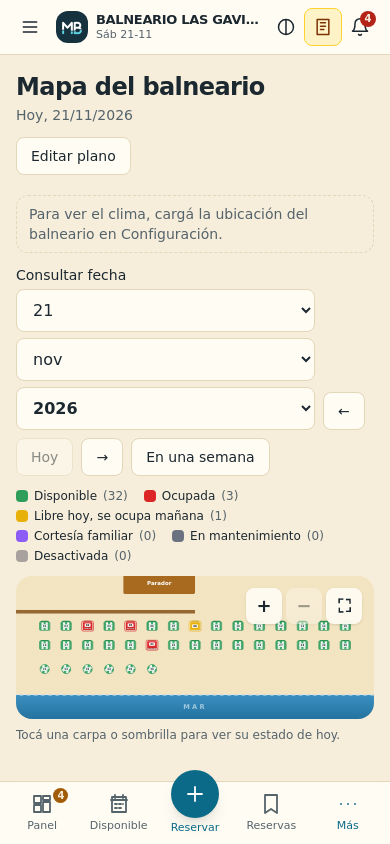 MB
BALNEARIO LAS GAVI...
Sáb 21-11
4
Mapa del balneario
Hoy, 21/11/2026
Editar plano
Para ver el clima, cargá la ubicación del
balneario en Configuración.
Consultar fecha
21
nov
2026
←
Hoy
→
En una semana
Disponible (32)
Ocupada (3)
Libre hoy, se ocupa mañana (1)
Cortesía familiar (0)
En mantenimiento (0)
Desactivada (0)
Parador
+
−
MAR
Tocá una carpa o sombrilla para ver su estado de hoy.
4
Panel
Disponible
Reservar
Reservas
Más